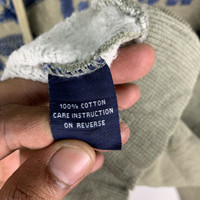 100% COTTON
CARE INSTRUCTION
ON REVERSE